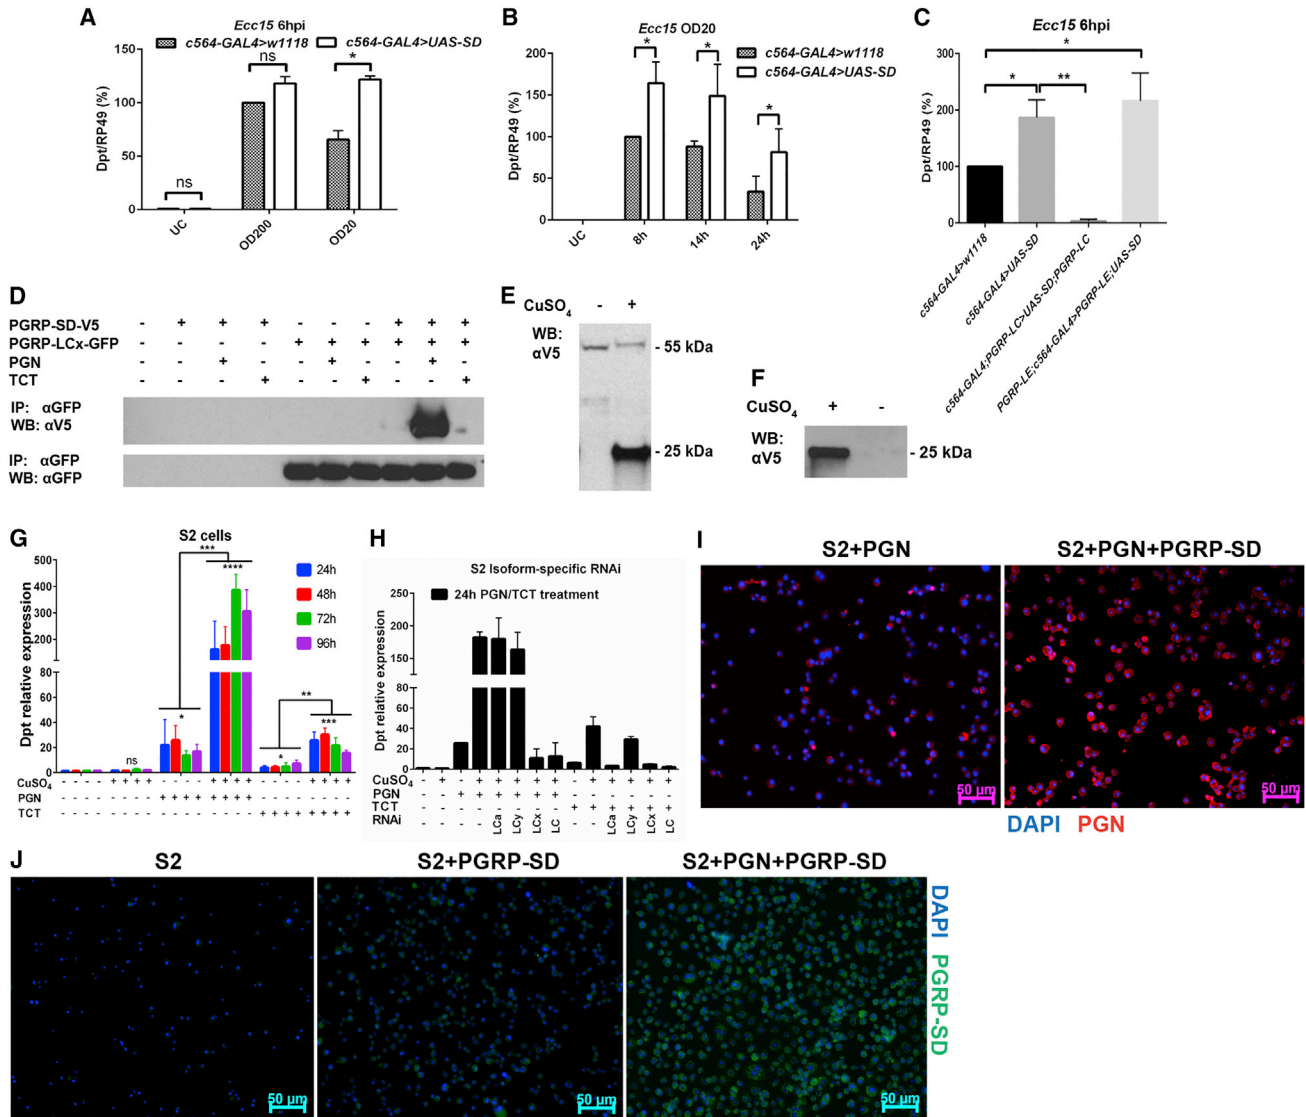 A
Ecc15 6hpi
c564-GAL4>w1118 c564-GAL4>UAS-SD
Dpt/RP49 (%)
150
100
50
0
ns
ns
*
UC
OD200
OD20
B
Ecc15 OD20
c564-GAL4>w1118
c564-GAL4>UAS-SD
Dpt/RP49 (%)
200
150
100
50
0
*
*
*
UC
8h
14h
24h
C
Ecc15 6hpi
Dpt/RP49 (%)
300
200
100
0
*
*
**
c564-GAL4>w1118
c564-GAL4>UAS-SD
c564-GAL4;PGRP-LC>UAS-SD;PGRP-LC
PGRP-LE;c564-GAL4>PGRP-LE;UAS-SD
D
PGRP-SD-V5 - + + + - - - + + +
PGRP-LCx-GFP - - - - + + + + + +
PGN - - + - - + - - + -
TCT - - - + - - + - - +
IP: αGFP
WB: αV5
IP: αGFP
WB: αGFP
E
CuSO4 - +
WB:
αV5
- 55 kDa
- 25 kDa
F
CuSO4 + -
WB:
αV5
- 25 kDa
G
S2 cells
Dpt relative expression
500
400
300
200
80
60
40
20
0
***
****
**
***
*
*
ns
24h
48h
72h
96h
CuSO4 - - - - + + + + - - - - + + + + - - - - + + + +
PGN - - - - - - - - + + + + + + + + - - - - - - - -
TCT - - - - - - - - - - - - - - - - + + + + + + + +
H
S2 Isoform-specific RNAi
24h PGN/TCT treatment
Dpt relative expression
250
200
150
80
60
40
20
0
CuSO4 - + - + + + + + - + + + + +
PGN - - + + + + + + - - - - - -
TCT - - - - - - - - + + + + + +
RNAi LCa LCy LCx LC LCa LCy LCx LC
I
S2+PGN
S2+PGN+PGRP-SD
50 µm
50 µm
DAPI PGN
J
S2
S2+PGRP-SD
S2+PGN+PGRP-SD
50 µm
50 µm
50 µm
DAPI PGRP-SD